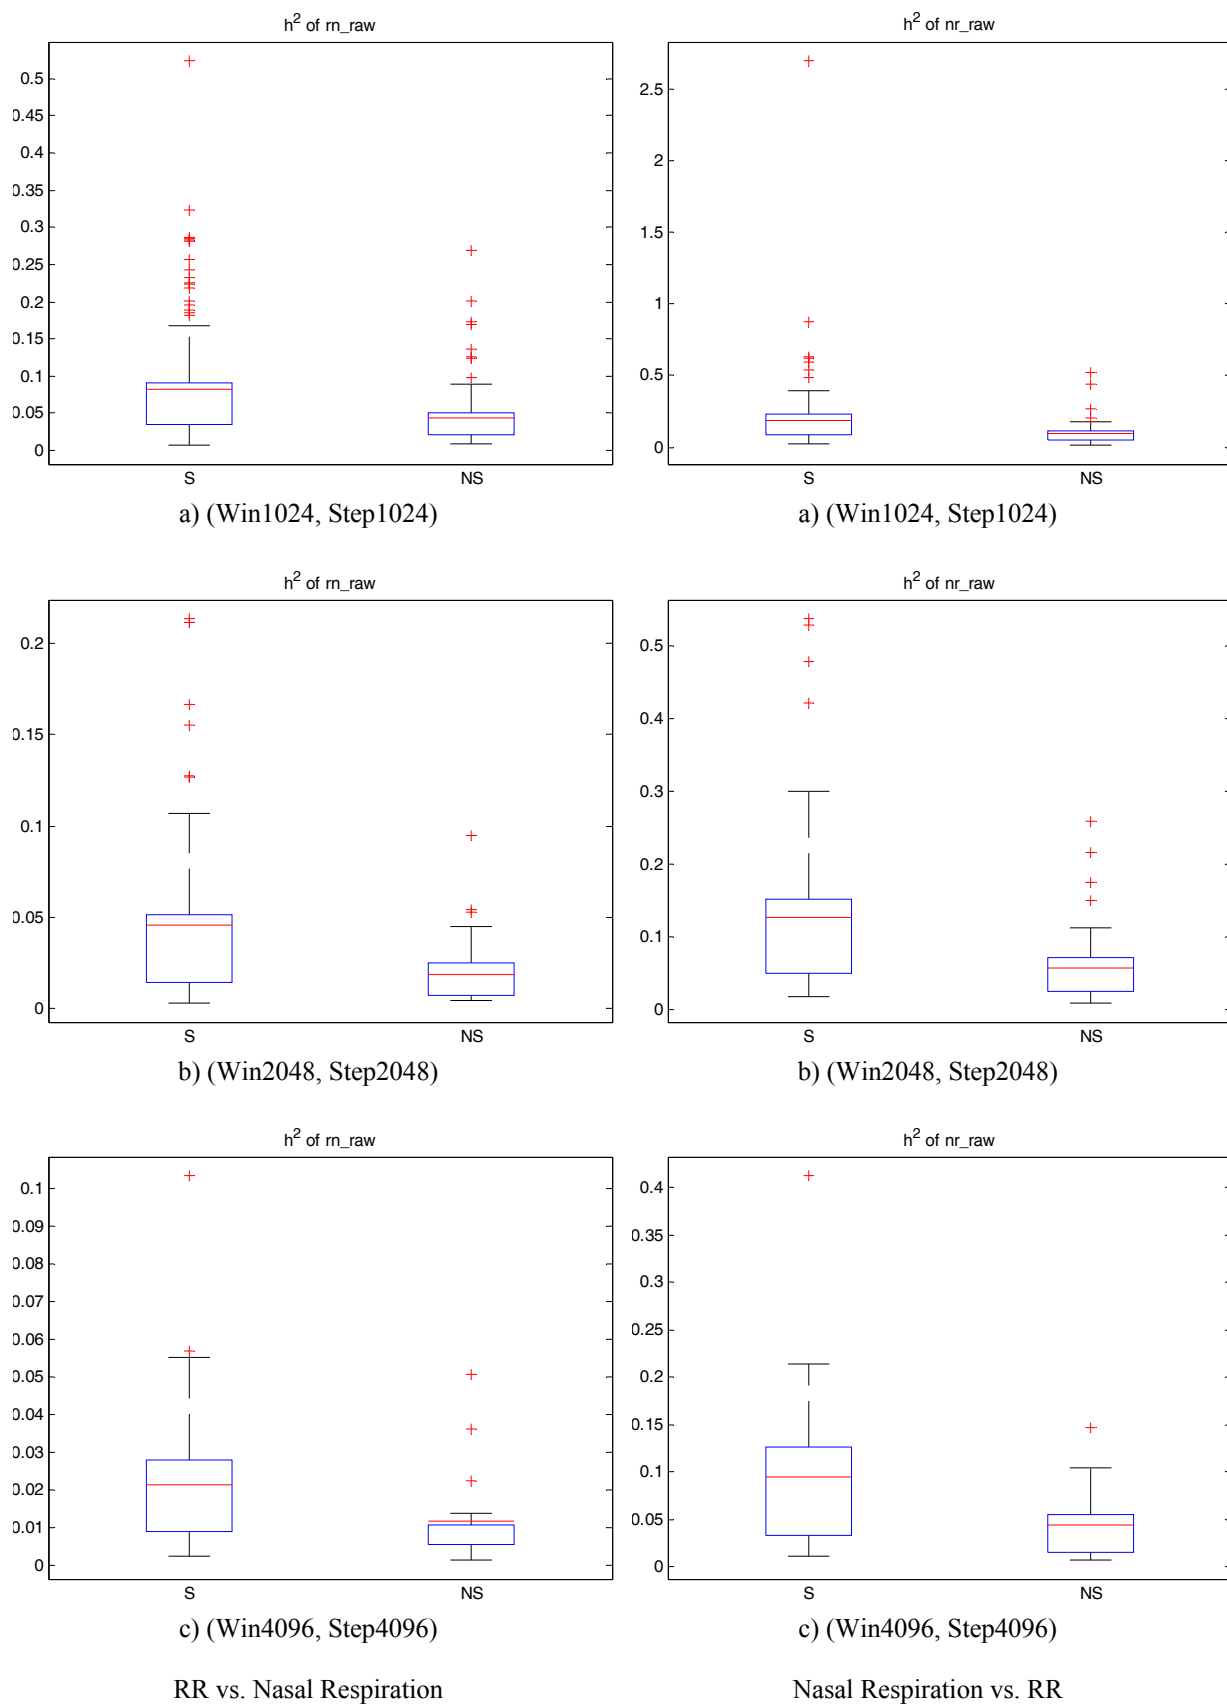 h² of rn_raw
0.5
0.45
0.4
0.35
0.3
0.25
0.2
0.15
0.1
0.05
0
S NS
a) (Win1024, Step1024)
h² of nr_raw
2.5
2
1.5
1
0.5
0
S NS
a) (Win1024, Step1024)
h² of rn_raw
0.2
0.15
0.1
0.05
0
S NS
b) (Win2048, Step2048)
h² of nr_raw
0.5
0.4
0.3
0.2
0.1
0
S NS
b) (Win2048, Step2048)
h² of rn_raw
0.1
0.09
0.08
0.07
0.06
0.05
0.04
0.03
0.02
0.01
0
S NS
c) (Win4096, Step4096)
h² of nr_raw
0.4
0.35
0.3
0.25
0.2
0.15
0.1
0.05
0
S NS
c) (Win4096, Step4096)
RR vs. Nasal Respiration
Nasal Respiration vs. RR